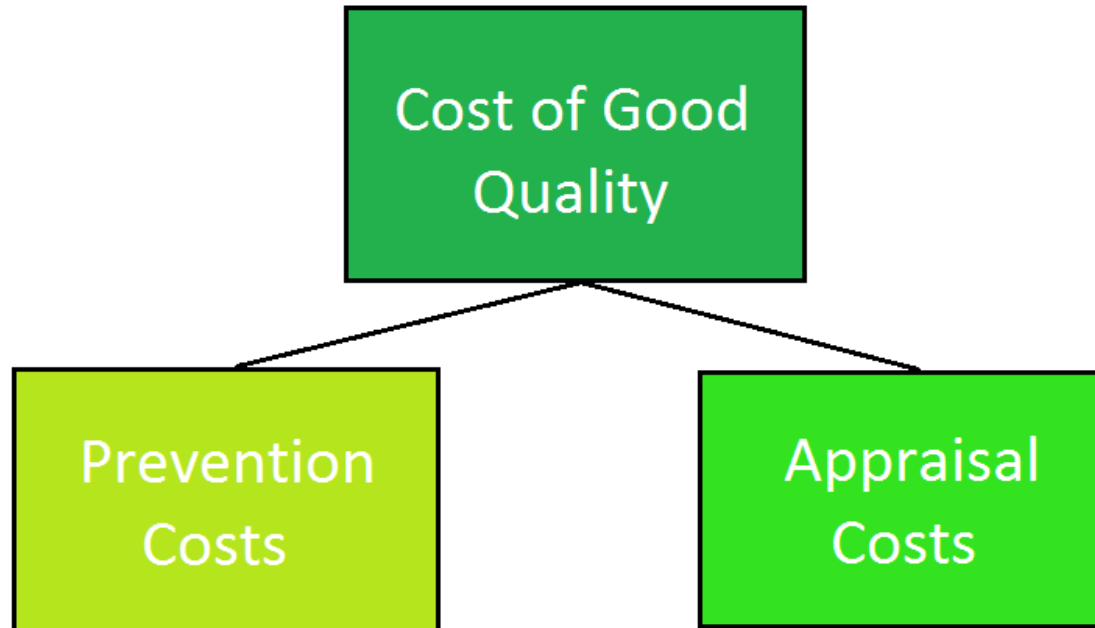 Cost of Good
Quality
Prevention
Costs
Appraisal
Costs